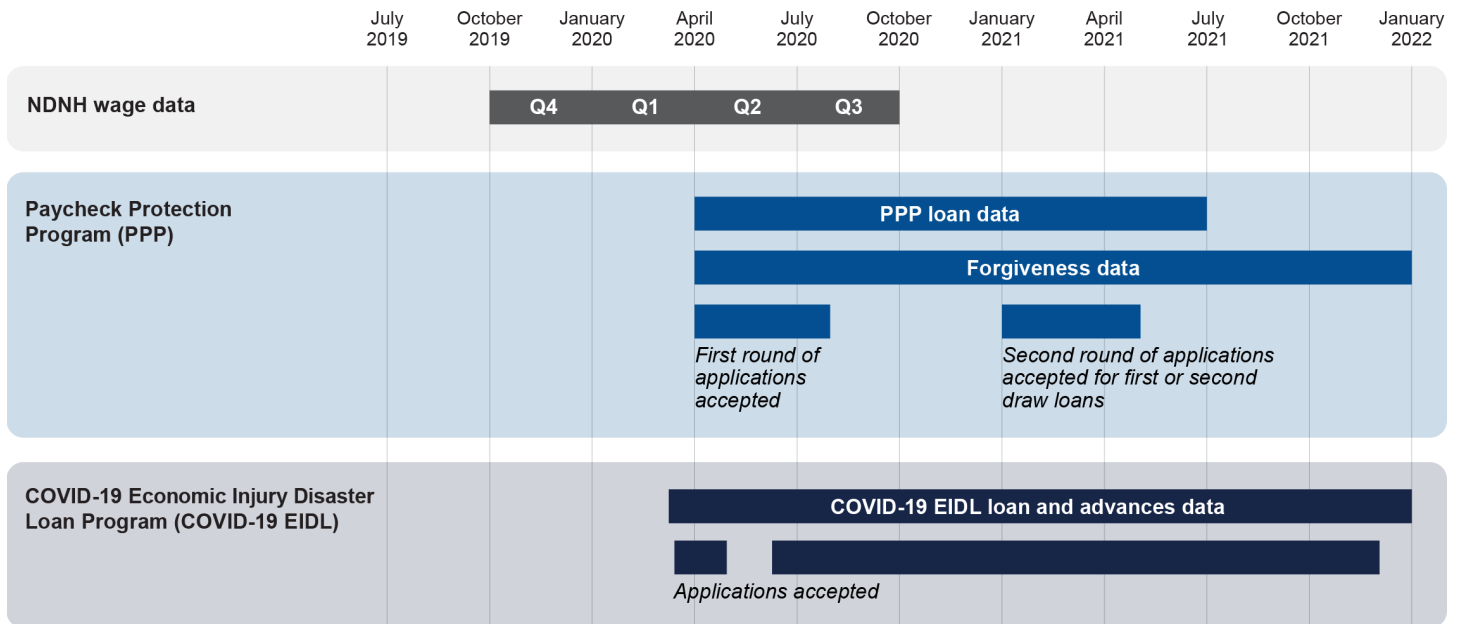 July October January April July October January April July October January
2019 2019 2020 2020 2020 2020 2021 2021 2021 2021 2022
NDNH wage data
Q4 Q1 Q2 Q3
Paycheck Protection
Program (PPP)
PPP loan data
Forgiveness data
First round of
applications
accepted
Second round of applications
accepted for first or second
draw loans
COVID-19 Economic Injury Disaster
Loan Program (COVID-19 EIDL)
COVID-19 EIDL loan and advances data
Applications accepted